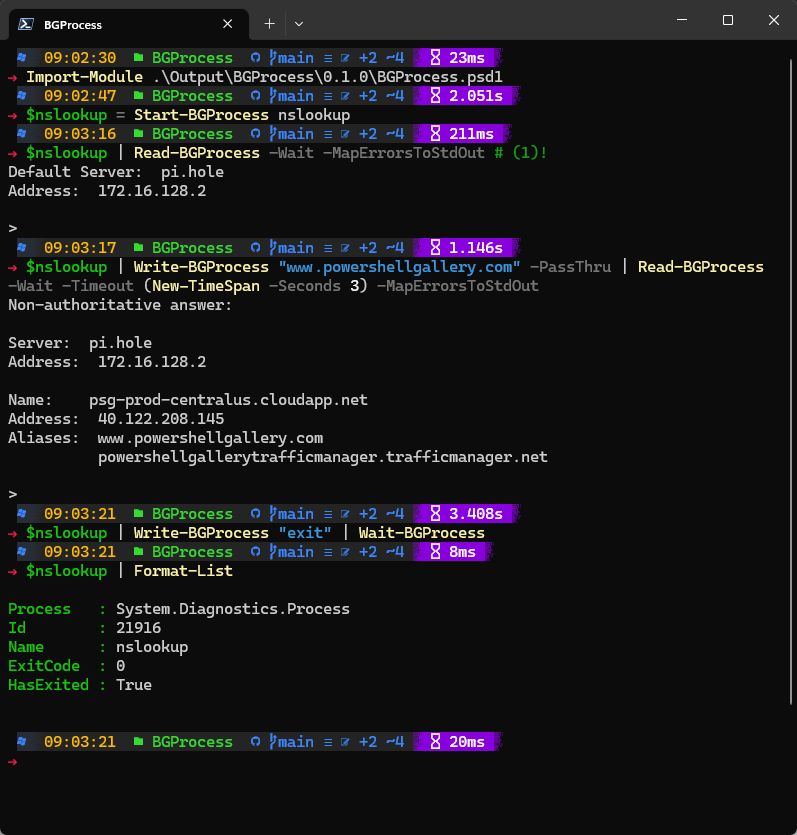 BGProcess
09:02:30 BGProcess main ≡ +2 ~4 23ms
→ Import-Module .\Output\BGProcess\0.1.0\BGProcess.psd1
09:02:47 BGProcess main ≡ +2 ~4 2.051s
→ $nslookup = Start-BGProcess nslookup
09:03:16 BGProcess main ≡ +2 ~4 211ms
→ $nslookup | Read-BGProcess -Wait -MapErrorsToStdOut # (1)!
Default Server:  pi.hole
Address:  172.16.128.2
>
09:03:17 BGProcess main ≡ +2 ~4 1.146s
→ $nslookup | Write-BGProcess "www.powershellgallery.com" -PassThru | Read-BGProcess
-Wait -Timeout (New-TimeSpan -Seconds 3) -MapErrorsToStdOut
Non-authoritative answer:
Server:  pi.hole
Address:  172.16.128.2
Name:    psg-prod-centralus.cloudapp.net
Address:  40.122.208.145
Aliases:  www.powershellgallery.com
powershellgallerytrafficmanager.trafficmanager.net
>
09:03:21 BGProcess main ≡ +2 ~4 3.408s
→ $nslookup | Write-BGProcess "exit" | Wait-BGProcess
09:03:21 BGProcess main ≡ +2 ~4 8ms
→ $nslookup | Format-List
Process   : System.Diagnostics.Process
Id        : 21916
Name      : nslookup
ExitCode  : 0
HasExited : True
09:03:21 BGProcess main ≡ +2 ~4 20ms
→